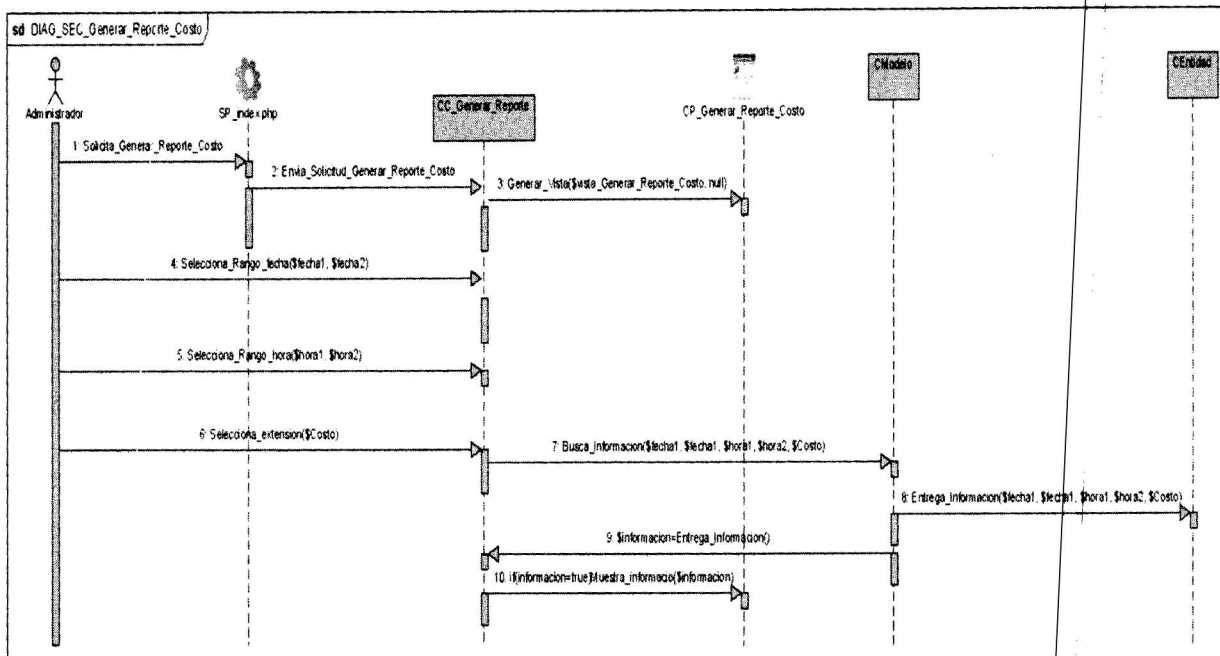 sd DIAG_SEC_Generar_Reporte_Costo
Administrador
SP_index.php
CC_Generar_Reporte
CP_Generar_Reporte_Costo
CModelo
CEntidad
1: Solicita_Generar_Reporte_Costo
2: Envia_Solicitud_Generar_Reporte_Costo
3: Generar_Vista($vista_Generar_Reporte_Costo, null)
4: Selecciona_Rango_fecha($fecha1, $fecha2)
5: Selecciona_Rango_hora($hora1, $hora2)
6: Selecciona_extension($Costo)
7: Busca_Informacion($fecha1, $fecha1, $hora1, $hora2, $Costo)
8: Entrega_Informacion($fecha1, $fecha1, $hora1, $hora2, $Costo)
9: $informacion=Entrega_Informacion()
10: if(informacion=true)Muestra_informacio($informacion)